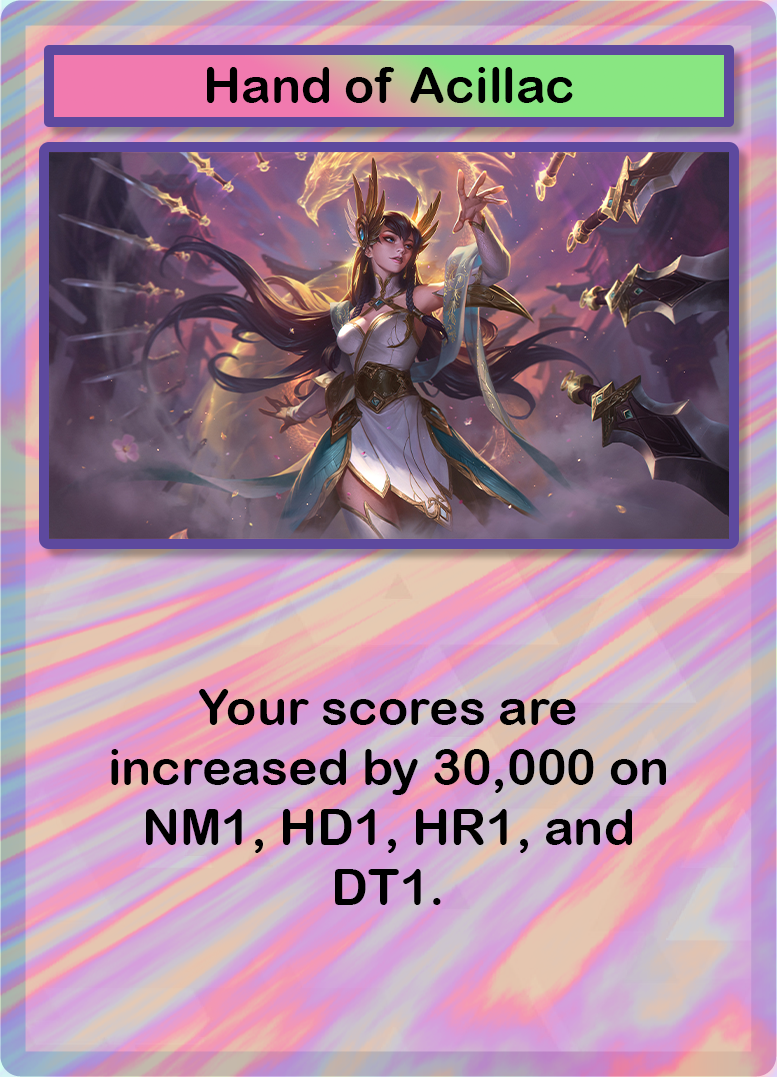 Hand of Acillac
Your scores are
increased by 30,000 on
NM1, HD1, HR1, and
DT1.